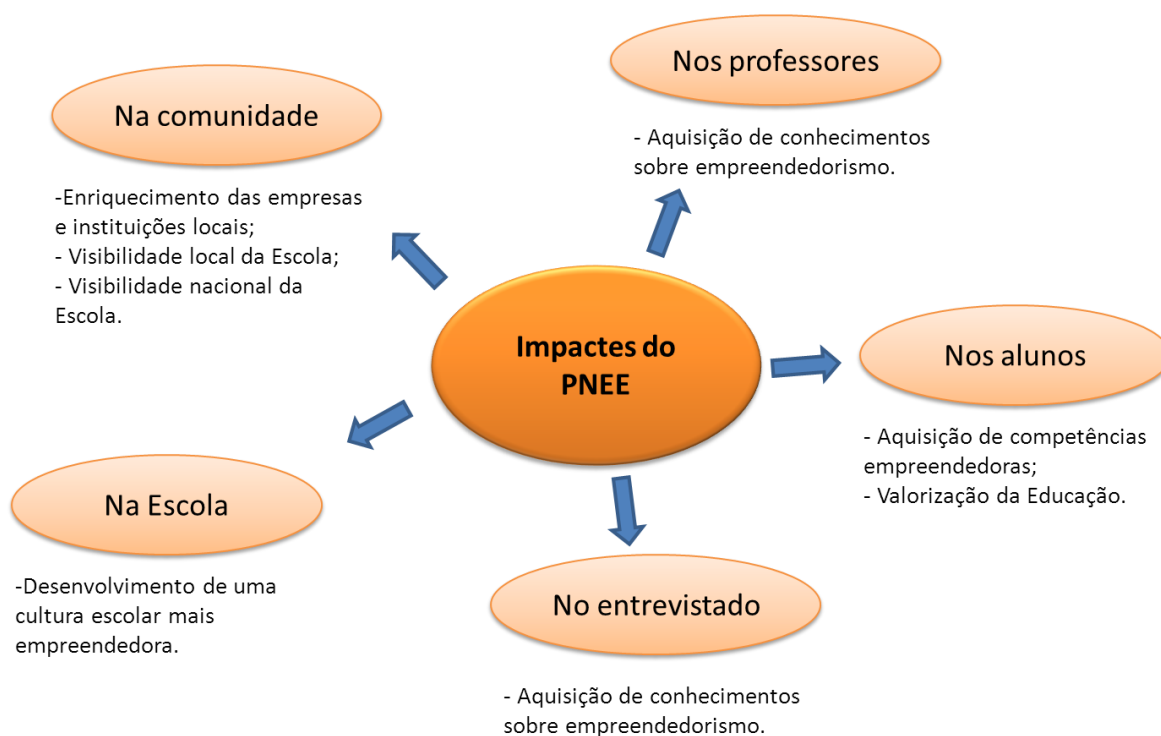 Nos professores
- Aquisição de conhecimentos
sobre empreendedorismo.
Na comunidade
-Enriquecimento das empresas
e instituições locais;
- Visibilidade local da Escola;
- Visibilidade nacional da
Escola.
Impactes do
PNEE
Nos alunos
- Aquisição de competências
empreendedoras;
- Valorização da Educação.
Na Escola
-Desenvolvimento de uma
cultura escolar mais
empreendedora.
No entrevistado
- Aquisição de conhecimentos
sobre empreendedorismo.